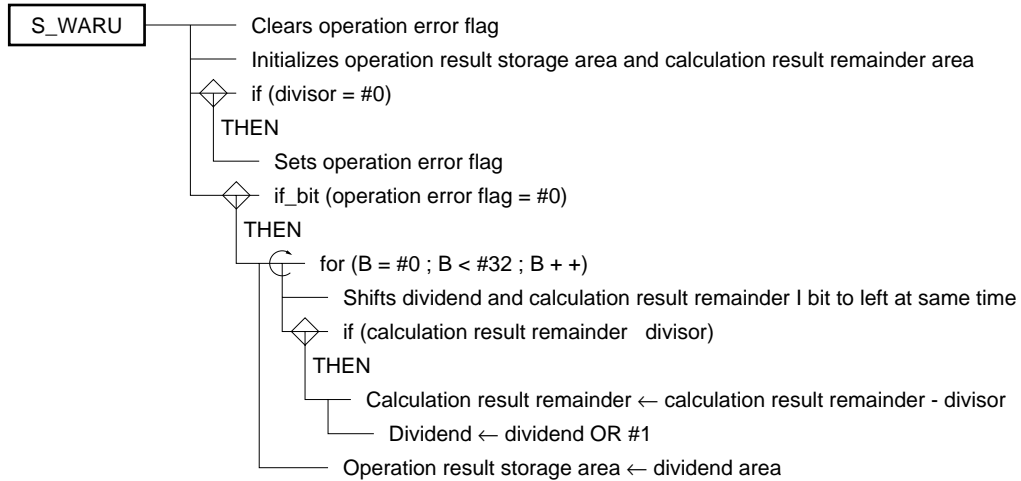 S_WARU
Clears operation error flag
Initializes operation result storage area and calculation result remainder area
if (divisor = #0)
THEN
Sets operation error flag
if_bit (operation error flag = #0)
THEN
for (B = #0 ; B < #32 ; B + +)
Shifts dividend and calculation result remainder I bit to left at same time
if (calculation result remainder divisor)
THEN
Calculation result remainder ← calculation result remainder - divisor
Dividend ← dividend OR #1
Operation result storage area ← dividend area